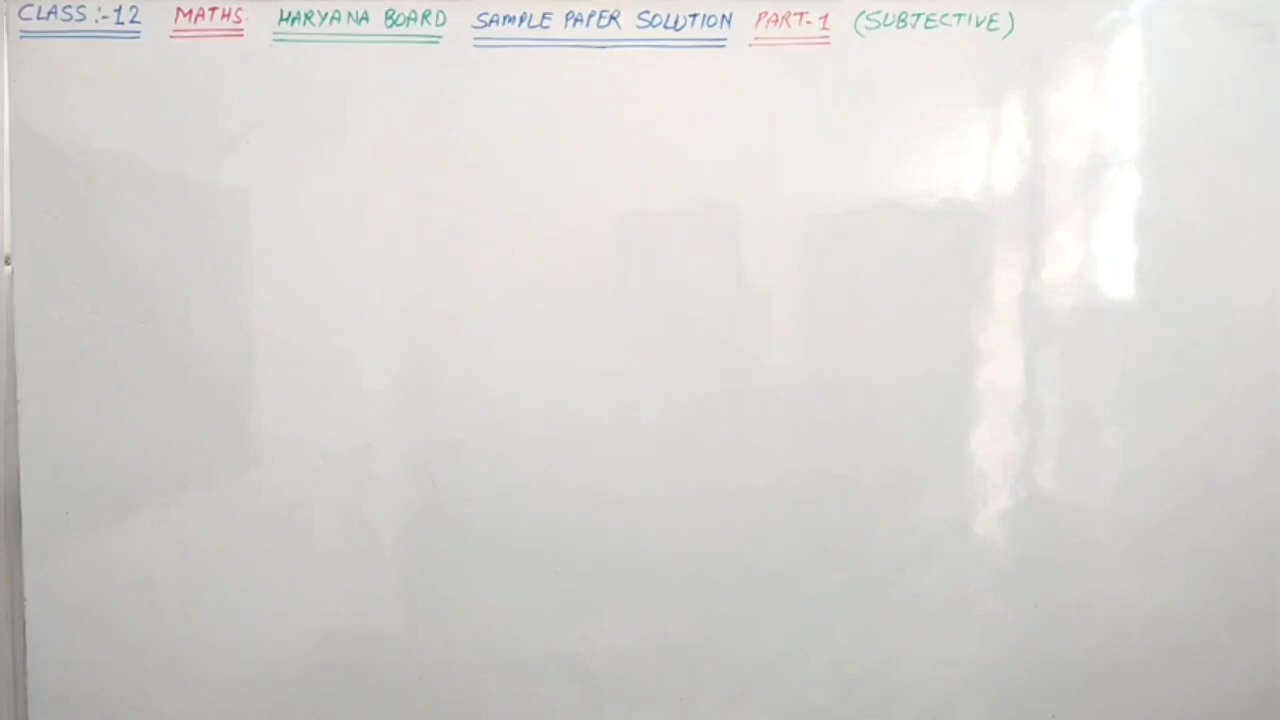 CLASS :- 12 MATHS HARYANA BOARD SAMPLE PAPER SOLUTION PART-1 (SUBJECTIVE)